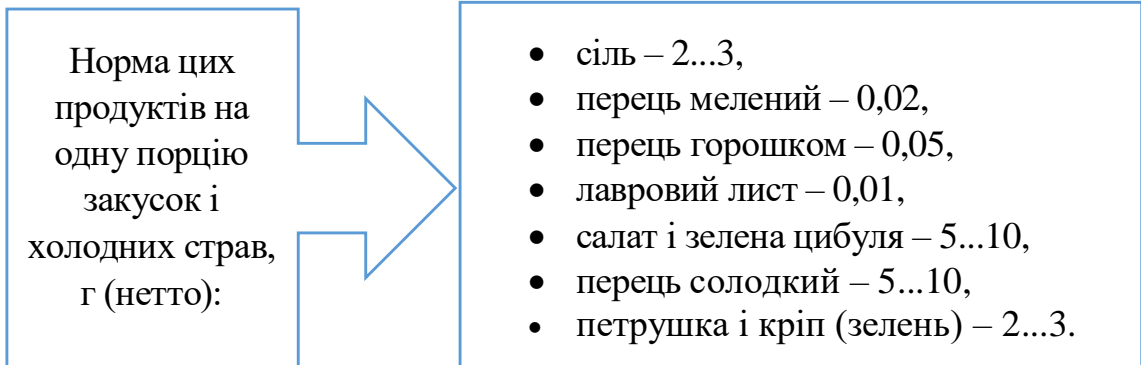 Норма цих
продуктів на
одну порцію
закусок і
холодних страв,
г (нетто):
• сіль – 2...3,
• перець мелений – 0,02,
• перець горошком – 0,05,
• лавровий лист – 0,01,
• салат і зелена цибуля – 5...10,
• перець солодкий – 5...10,
• петрушка і кріп (зелень) – 2...3.